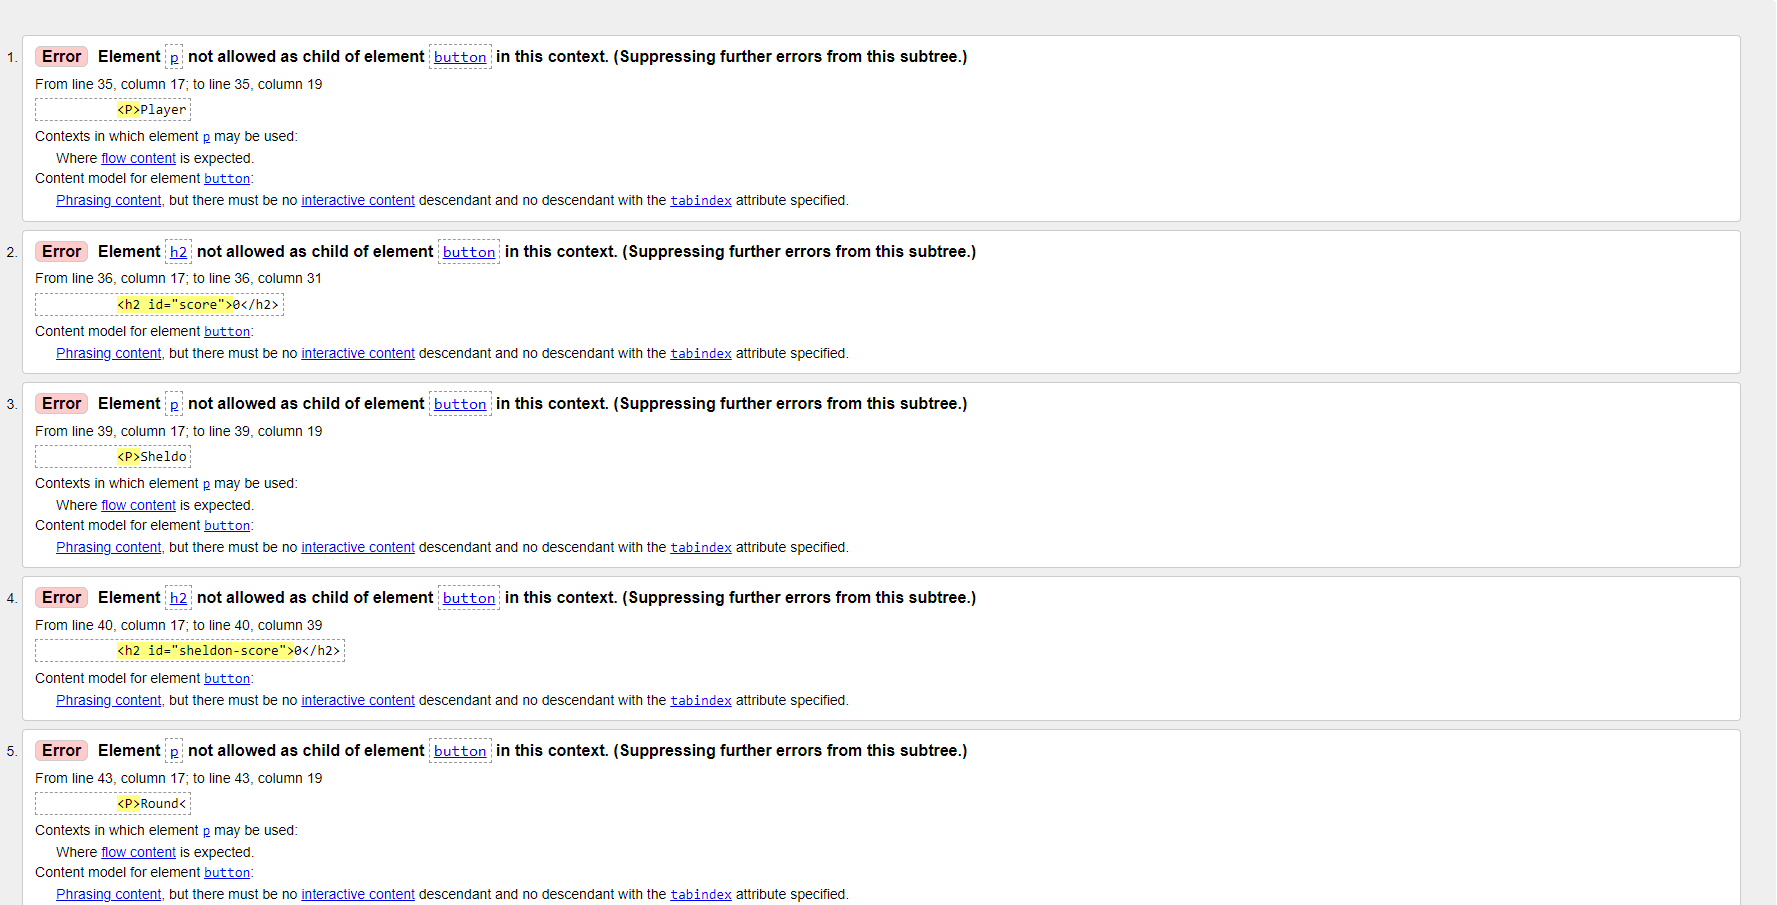 1. Error Element p not allowed as child of element button in this context. (Suppressing further errors from this subtree.)
From line 35, column 17; to line 35, column 19
<P>Player
Contexts in which element p may be used:
Where flow content is expected.
Content model for element button:
Phrasing content, but there must be no interactive content descendant and no descendant with the tabindex attribute specified.
2. Error Element h2 not allowed as child of element button in this context. (Suppressing further errors from this subtree.)
From line 36, column 17; to line 36, column 31
<h2 id="score">0</h2>
Content model for element button:
Phrasing content, but there must be no interactive content descendant and no descendant with the tabindex attribute specified.
3. Error Element p not allowed as child of element button in this context. (Suppressing further errors from this subtree.)
From line 39, column 17; to line 39, column 19
<P>Sheldo
Contexts in which element p may be used:
Where flow content is expected.
Content model for element button:
Phrasing content, but there must be no interactive content descendant and no descendant with the tabindex attribute specified.
4. Error Element h2 not allowed as child of element button in this context. (Suppressing further errors from this subtree.)
From line 40, column 17; to line 40, column 39
<h2 id="sheldon-score">0</h2>
Content model for element button:
Phrasing content, but there must be no interactive content descendant and no descendant with the tabindex attribute specified.
5. Error Element p not allowed as child of element button in this context. (Suppressing further errors from this subtree.)
From line 43, column 17; to line 43, column 19
<P>Round<
Contexts in which element p may be used:
Where flow content is expected.
Content model for element button:
Phrasing content, but there must be no interactive content descendant and no descendant with the tabindex attribute specified.